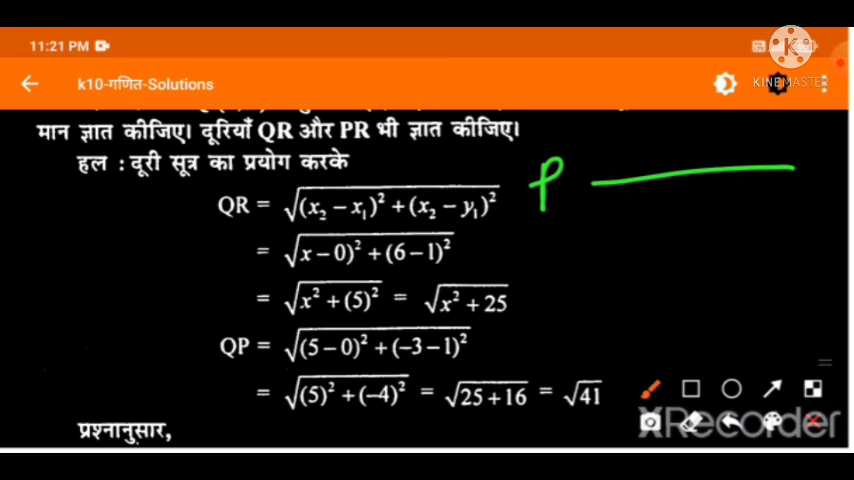 11:21 PM
KINEMASTER
k10-गणित-Solutions
मान ज्ञात कीजिए। दूरियाँ QR और PR भी ज्ञात कीजिए।
हल : दूरी सूत्र का प्रयोग करके
QR = √(x₂ − x₁)² + (x₂ − y₁)²
P
= √x − 0)² + (6 − 1)²
= √x² + (5)² = √x² + 25
QP = √(5 − 0)² + (−3 − 1)²
= √(5)² + (−4)² = √25 + 16 = √41
XRecorder
प्रश्नानुसार,